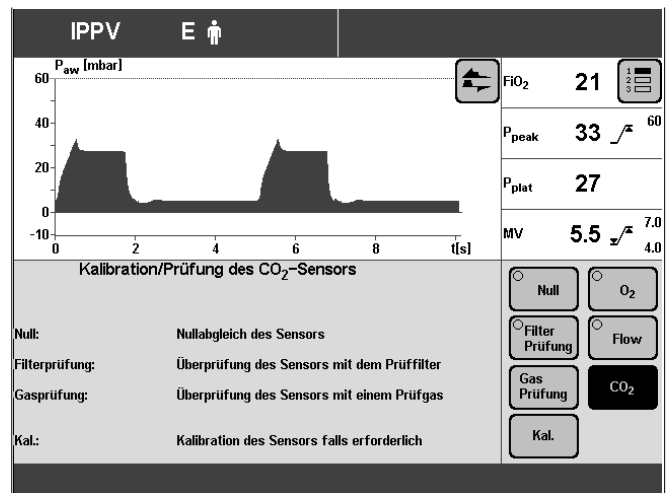 IPPV E
Paw [mbar]
60
40
20
0
-10
0 2 4 6 8 t[s]
FiO2 21
1
2
3
Ppeak 33 60
Pplat 27
MV 5.5 7.0
4.0
Kalibration/Prüfung des CO2-Sensors
Null: Nullabgleich des Sensors
Filterprüfung: Überprüfung des Sensors mit dem Prüffilter
Gasprüfung: Überprüfung des Sensors mit einem Prüfgas
Kal.: Kalibration des Sensors falls erforderlich
Null
O2
Filter
Prüfung
Flow
Gas
Prüfung
CO2
Kal.